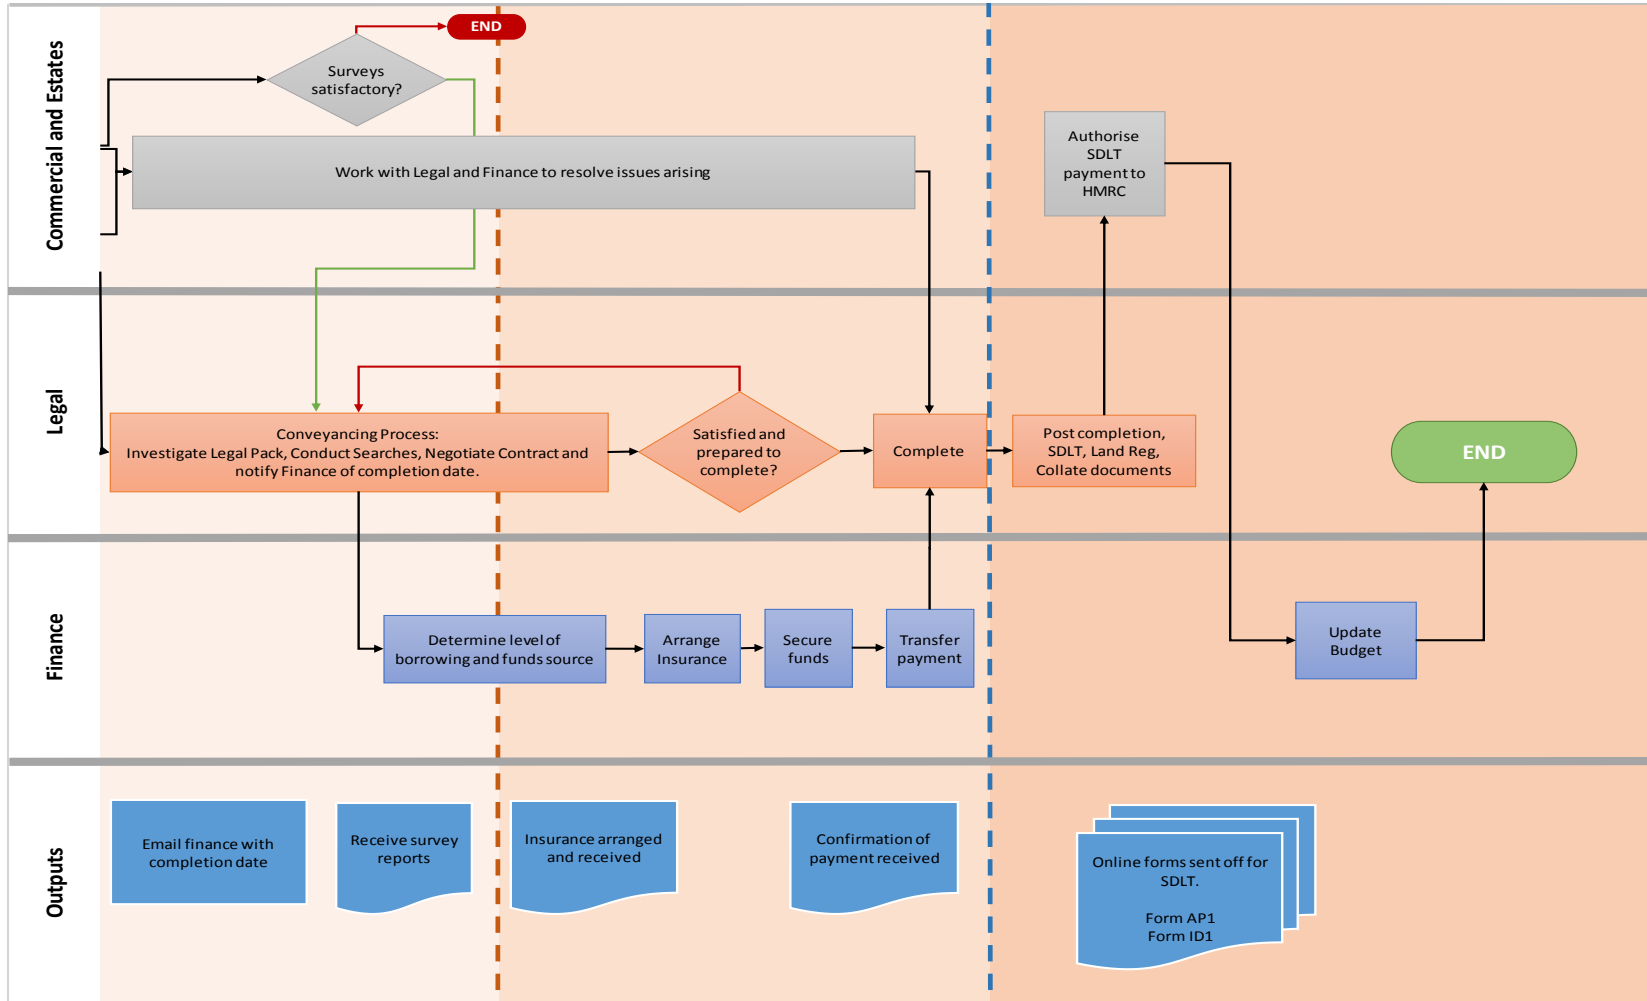 Commercial and Estates
END
Surveys
satisfactory?
Work with Legal and Finance to resolve issues arising
Authorise
SDLT
payment to
HMRC
Legal
Conveyancing Process:
Investigate Legal Pack, Conduct Searches, Negotiate Contract and
notify Finance of completion date.
Satisfied and
prepared to
complete?
Complete
Post completion,
SDLT, Land Reg,
Collate documents
END
Finance
Determine level of
borrowing and funds source
Arrange
Insurance
Secure
funds
Transfer
payment
Update
Budget
Outputs
Email finance with
completion date
Receive survey
reports
Insurance arranged
and received
Confirmation of
payment received
Online forms sent off for
SDLT.
Form AP1
Form ID1